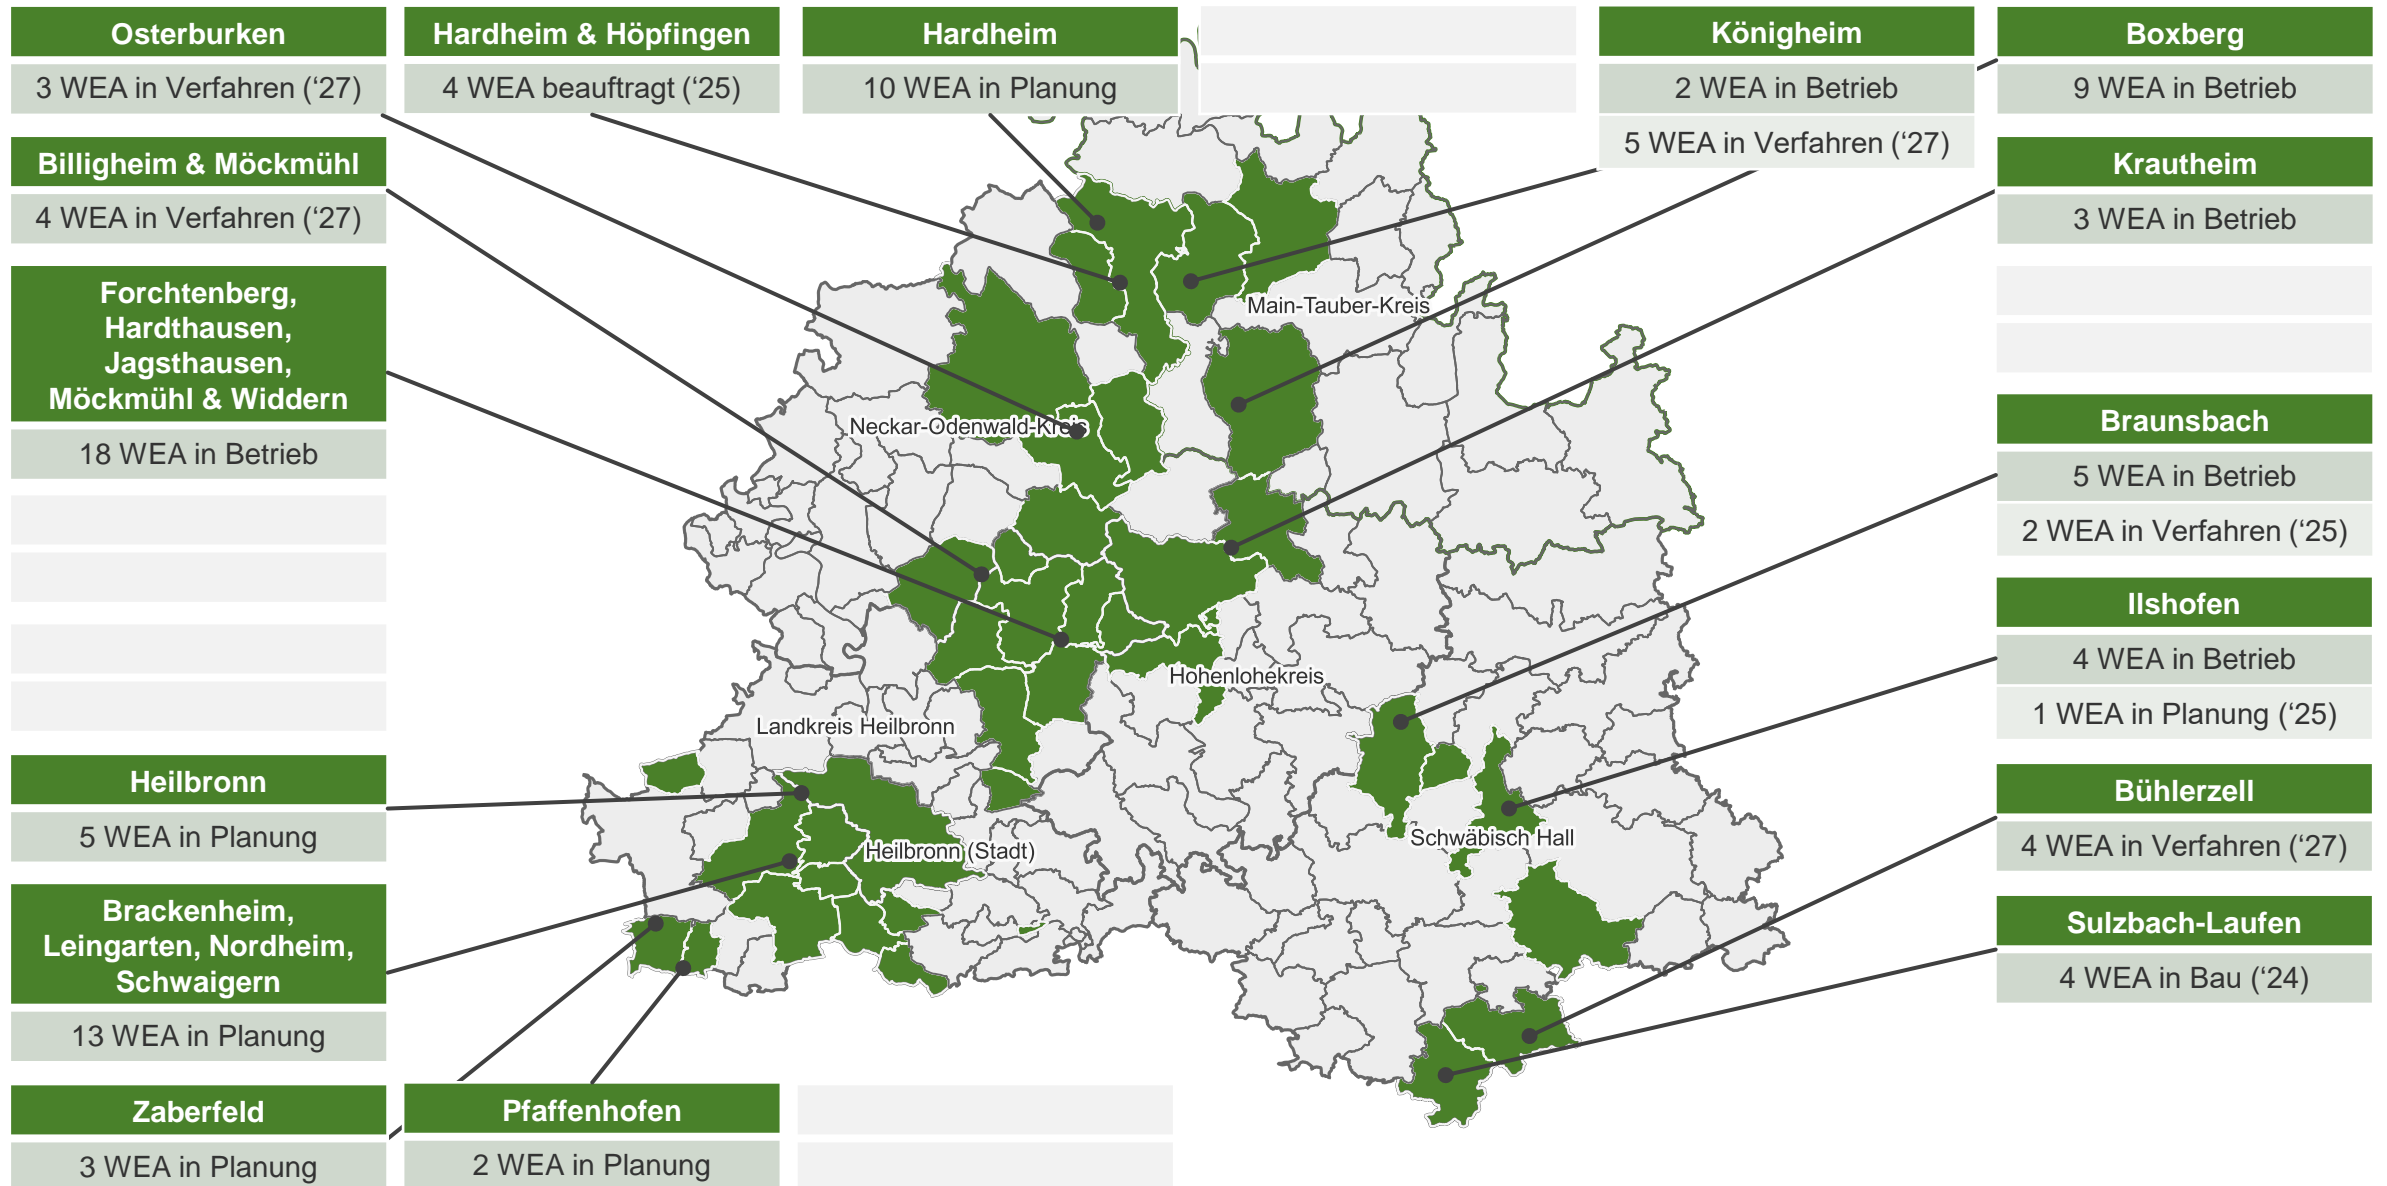 Osterburken
3 WEA in Verfahren (‘27)
Hardheim & Höpfingen
4 WEA beauftragt (‘25)
Hardheim
10 WEA in Planung
Königheim
2 WEA in Betrieb
5 WEA in Verfahren (‘27)
Boxberg
9 WEA in Betrieb
Billigheim & Möckmühl
4 WEA in Verfahren (‘27)
Krautheim
3 WEA in Betrieb
Forchtenberg,
Hardthausen,
Jagsthausen,
Möckmühl & Widdern
18 WEA in Betrieb
Braunsbach
5 WEA in Betrieb
2 WEA in Verfahren (‘25)
Ilshofen
4 WEA in Betrieb
1 WEA in Planung (‘25)
Heilbronn
5 WEA in Planung
Bühlerzell
4 WEA in Verfahren (‘27)
Brackenheim,
Leingarten, Nordheim,
Schwaigern
13 WEA in Planung
Sulzbach-Laufen
4 WEA in Bau (‘24)
Zaberfeld
3 WEA in Planung
Pfaffenhofen
2 WEA in Planung
Main-Tauber-Kreis
Neckar-Odenwald-Kreis
Hohenlohekreis
Landkreis Heilbronn
Schwäbisch Hall
Heilbronn (Stadt)